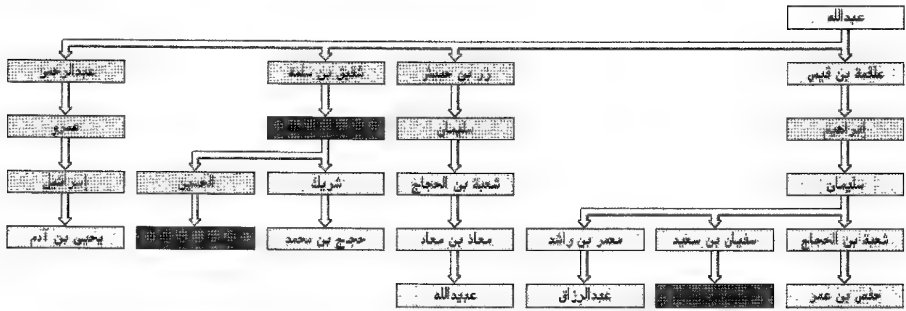 عبدالله
علقمة بن قيس
زر بن حبيش
شقيق بن سلمة
عبدالرحمن
إبراهيم
سليمان
عمرو
سليمان
شعبة بن الحجاج
شريك
الحسين
إسرائيل
شعبة بن الحجاج
سفيان بن سعيد
معمر بن راشد
معاذ بن معاذ
حجج بن محمد
يحيى بن آدم
حفص بن عمر
عبدالرزاق
عبيدالله